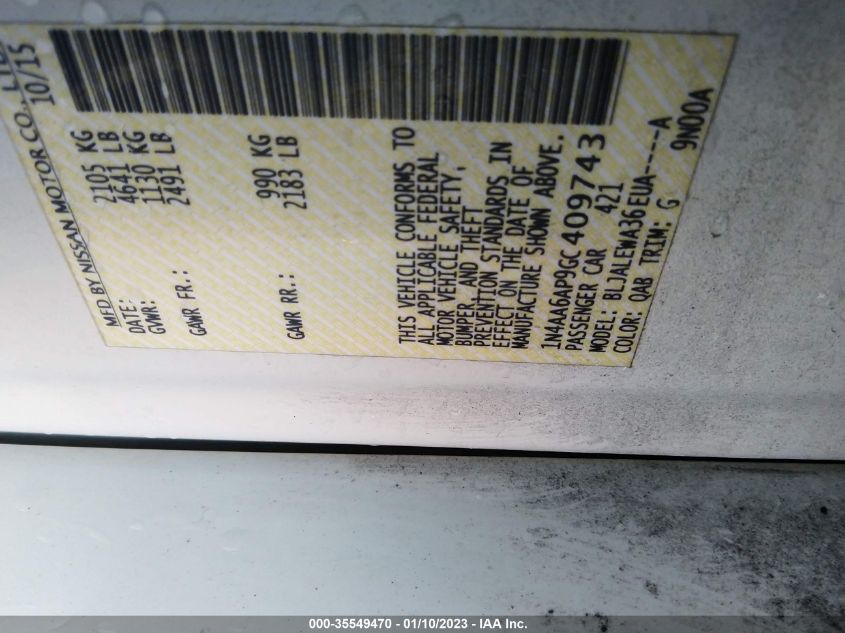 MFD BY NISSAN MOTOR CO.,
DATE: 10/15
GVWR: 2105 KG
4641 LB
GAWR FR.: 1130 KG
2491 LB
GAWR RR.: 990 KG
2183 LB
THIS VEHICLE CONFORMS TO
ALL APPLICABLE FEDERAL
MOTOR VEHICLE SAFETY,
BUMPER, AND THEFT
PREVENTION STANDARDS IN
EFFECT ON THE DATE OF
MANUFACTURE SHOWN ABOVE.
1N4AA6AP9GC409743
PASSENGER CAR 421
MODEL: BLJALEWA36EUA----A
COLOR: QAB TRIM: G 9N00A
000-35549470 - 01/10/2023 - IAA Inc.